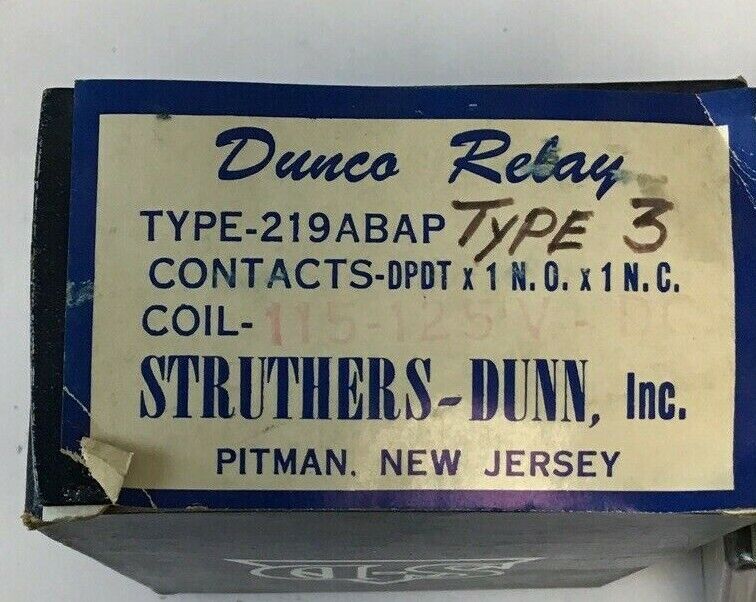 Dunco Relay
TYPE-219ABAP TYPE 3
CONTACTS-DPDT x 1 N.O. x 1 N.C.
COIL- 115-125 V - DC
STRUTHERS-DUNN, Inc.
PITMAN, NEW JERSEY